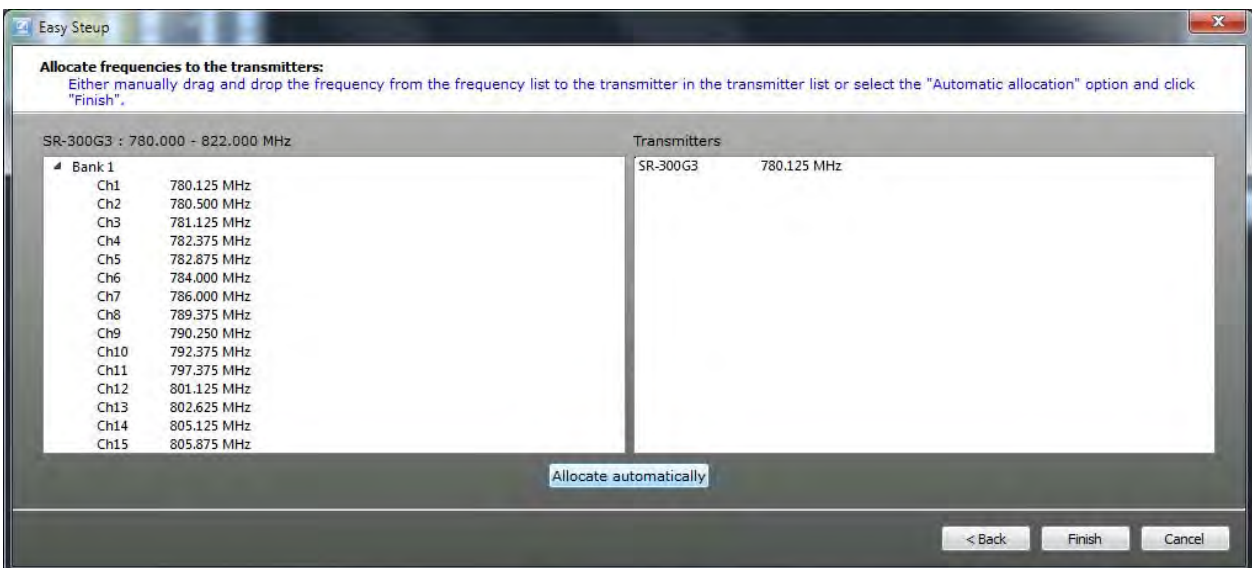 Easy Steup
Allocate frequencies to the transmitters:
Either manually drag and drop the frequency from the frequency list to the transmitter in the transmitter list or select the "Automatic allocation" option and click
"Finish".
SR-300G3 : 780.000 - 822.000 MHz
Bank 1
Ch1 780.125 MHz
Ch2 780.500 MHz
Ch3 781.125 MHz
Ch4 782.375 MHz
Ch5 782.875 MHz
Ch6 784.000 MHz
Ch7 786.000 MHz
Ch8 789.375 MHz
Ch9 790.250 MHz
Ch10 792.375 MHz
Ch11 797.375 MHz
Ch12 801.125 MHz
Ch13 802.625 MHz
Ch14 805.125 MHz
Ch15 805.875 MHz
Transmitters
SR-300G3 780.125 MHz
Allocate automatically
< Back Finish Cancel